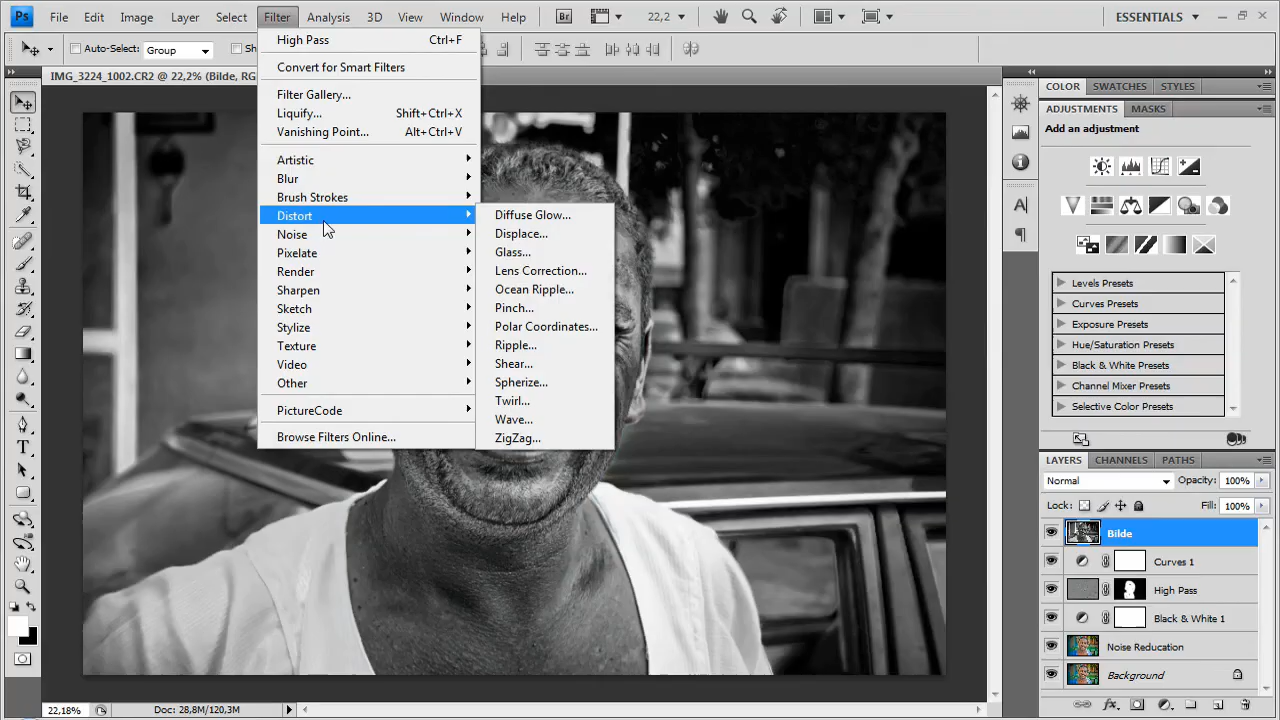 Ps File Edit Image Layer Select Filter Analysis 3D View Window Help Br 22,2 ESSENTIALS
Auto-Select: Group
IMG_3224_1002.CR2 @ 22,2% (Bilde, RG
High Pass Ctrl+F
Convert for Smart Filters
Filter Gallery...
Liquify... Shift+Ctrl+X
Vanishing Point... Alt+Ctrl+V
Artistic
Blur
Brush Strokes
Distort
Noise
Pixelate
Render
Sharpen
Sketch
Stylize
Texture
Video
Other
PictureCode
Browse Filters Online...
Diffuse Glow...
Displace...
Glass...
Lens Correction...
Ocean Ripple...
Pinch...
Polar Coordinates...
Ripple...
Shear...
Spherize...
Twirl...
Wave...
ZigZag...
COLOR SWATCHES STYLES
ADJUSTMENTS MASKS
Add an adjustment
Levels Presets
Curves Presets
Exposure Presets
Hue/Saturation Presets
Black & White Presets
Channel Mixer Presets
Selective Color Presets
LAYERS CHANNELS PATHS
Normal Opacity: 100%
Lock: Fill: 100%
Bilde
Curves 1
High Pass
Black & White 1
Noise Reducation
Background
22,18% Doc: 28,8M/120,3M